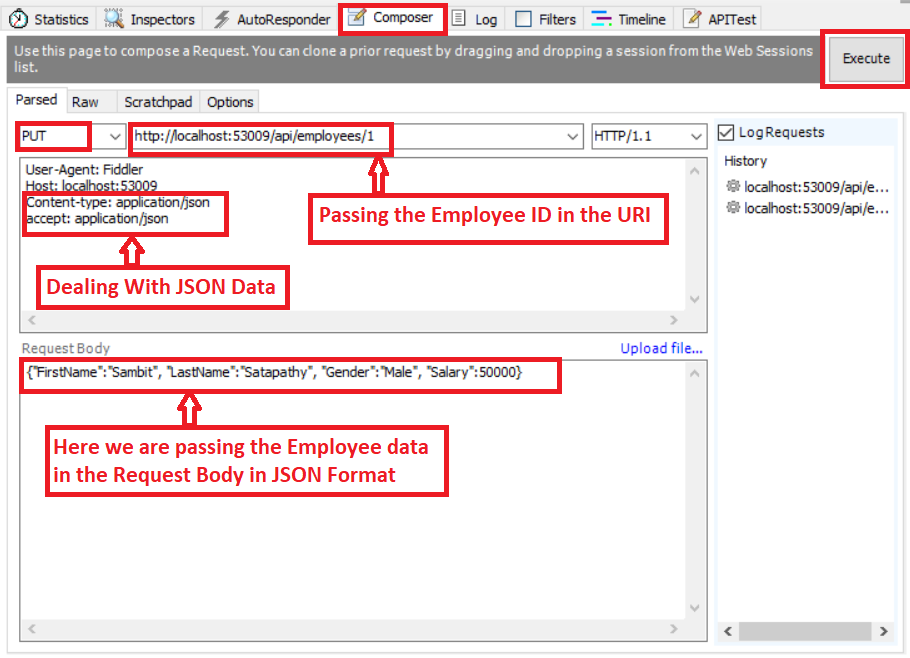 Statistics Inspectors AutoResponder Composer Log Filters Timeline APITest
Use this page to compose a Request. You can clone a prior request by dragging and dropping a session from the Web Sessions
list.
Execute
Parsed Raw Scratchpad Options
PUT http://localhost:53009/api/employees/1 HTTP/1.1 Log Requests
User-Agent: Fiddler
Host: localhost:53009
Content-type: application/json
accept: application/json
Passing the Employee ID in the URI
Dealing With JSON Data
History
localhost:53009/api/e...
localhost:53009/api/e...
Request Body Upload file...
{"FirstName":"Sambit", "LastName":"Satapathy", "Gender":"Male", "Salary":50000}
Here we are passing the Employee data
in the Request Body in JSON Format